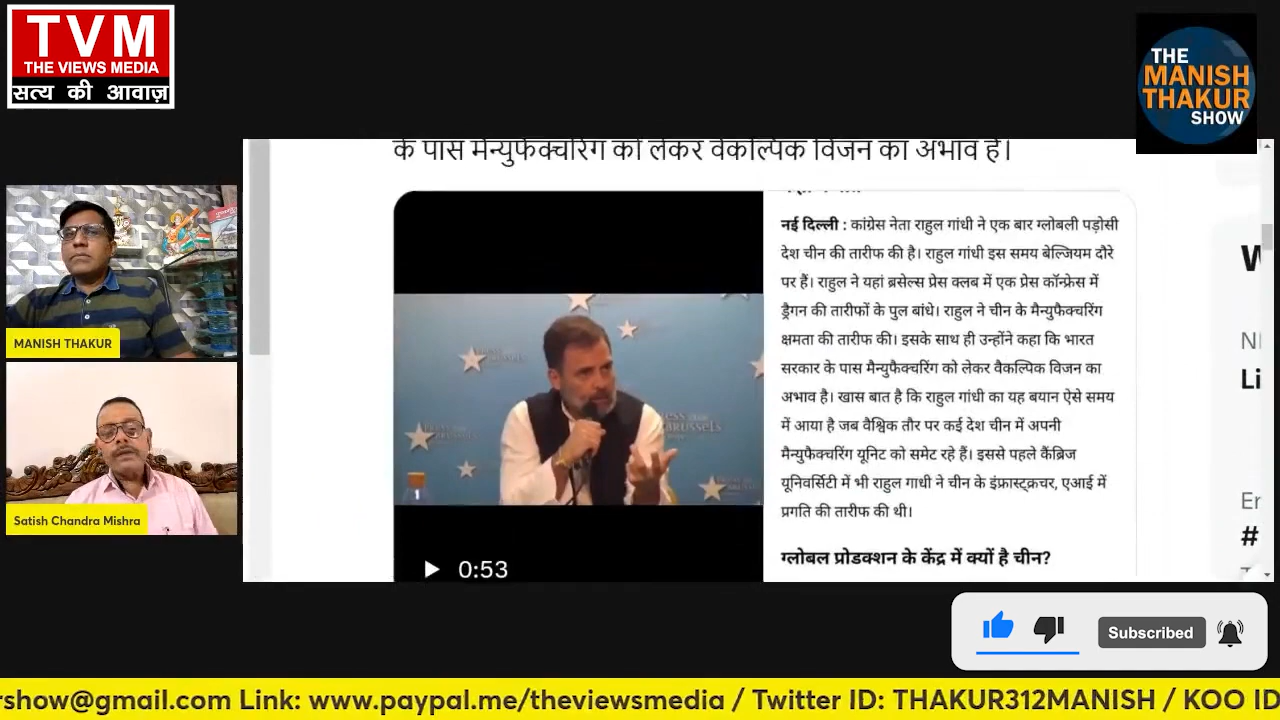 TVM
THE VIEWS MEDIA
सत्य की आवाज़
THE
MANISH
THAKUR
SHOW
के पास मैन्युफैक्चरिंग को लेकर वैकल्पिक विजन का अभाव है।
नई दिल्ली : कांग्रेस नेता राहुल गांधी ने एक बार ग्लोबली पड़ोसी
देश चीन की तारीफ की है। राहुल गांधी इस समय बेल्जियम दौरे
पर हैं। राहुल ने यहां ब्रसेल्स प्रेस क्लब में एक प्रेस कॉन्फ्रेस में
ड्रैगन की तारीफों के पुल बांधे। राहुल ने चीन के मैन्युफैक्चरिंग
क्षमता की तारीफ की। इसके साथ ही उन्होंने कहा कि भारत
सरकार के पास मैन्युफैक्चरिंग को लेकर वैकल्पिक विजन का
अभाव है। खास बात है कि राहुल गांधी का यह बयान ऐसे समय
में आया है जब वैश्विक तौर पर कई देश चीन में अपनी
मैन्युफैक्चरिंग यूनिट को समेट रहे हैं। इससे पहले कैंब्रिज
यूनिवर्सिटी में भी राहुल गाधी ने चीन के इंफ्रास्ट्क्रचर, एआई में
प्रगति की तारीफ की थी।
ग्लोबल प्रोडक्शन के केंद्र में क्यों है चीन?
0:53
MANISH THAKUR
Satish Chandra Mishra
W
Li
#
Subscribed
rshow@gmail.com Link: www.paypal.me/theviewsmedia / Twitter ID: THAKUR312MANISH / KOO ID